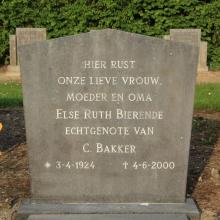 HIER RUST
ONZE LIEVE VROUW,
MOEDER EN OMA
ELSE RUTH BIERENDE
ECHTGENOTE VAN
C. BAKKER
* 3-4-1924 † 4-6-2000